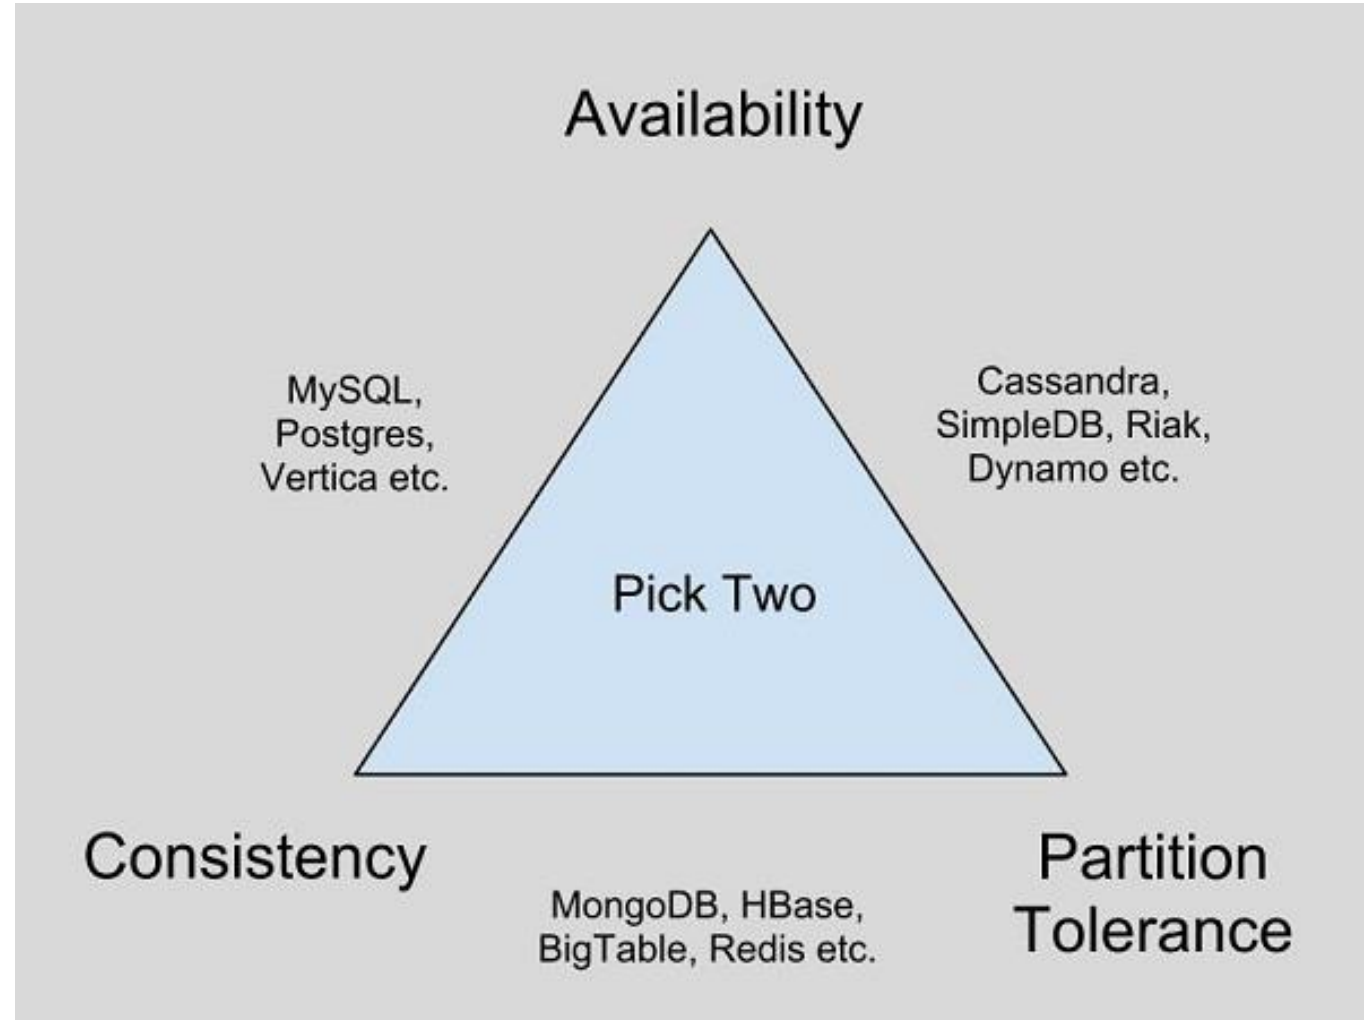 Availability
MySQL,
Postgres,
Vertica etc.
Cassandra,
SimpleDB, Riak,
Dynamo etc.
Pick Two
Consistency
Partition
Tolerance
MongoDB, HBase,
BigTable, Redis etc.